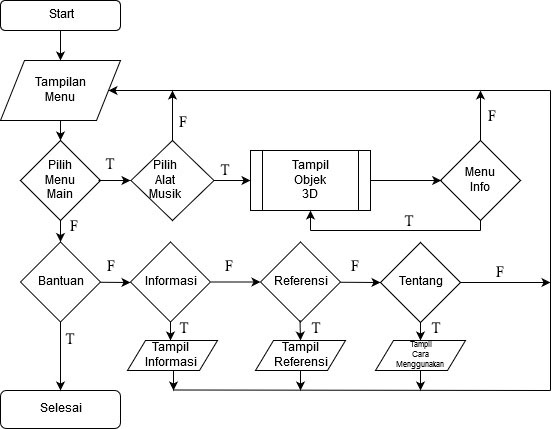 Start
Tampilan
Menu
F
F
Pilih
Menu
Main
T
Pilih
Alat
Musik
T
Tampil
Objek
3D
Menu
Info
T
F
Bantuan
F
Informasi
F
Referensi
F
Tentang
F
T
T
T
T
Tampil
Informasi
Tampil
Referensi
Tampil
Cara
Menggunakan
Selesai